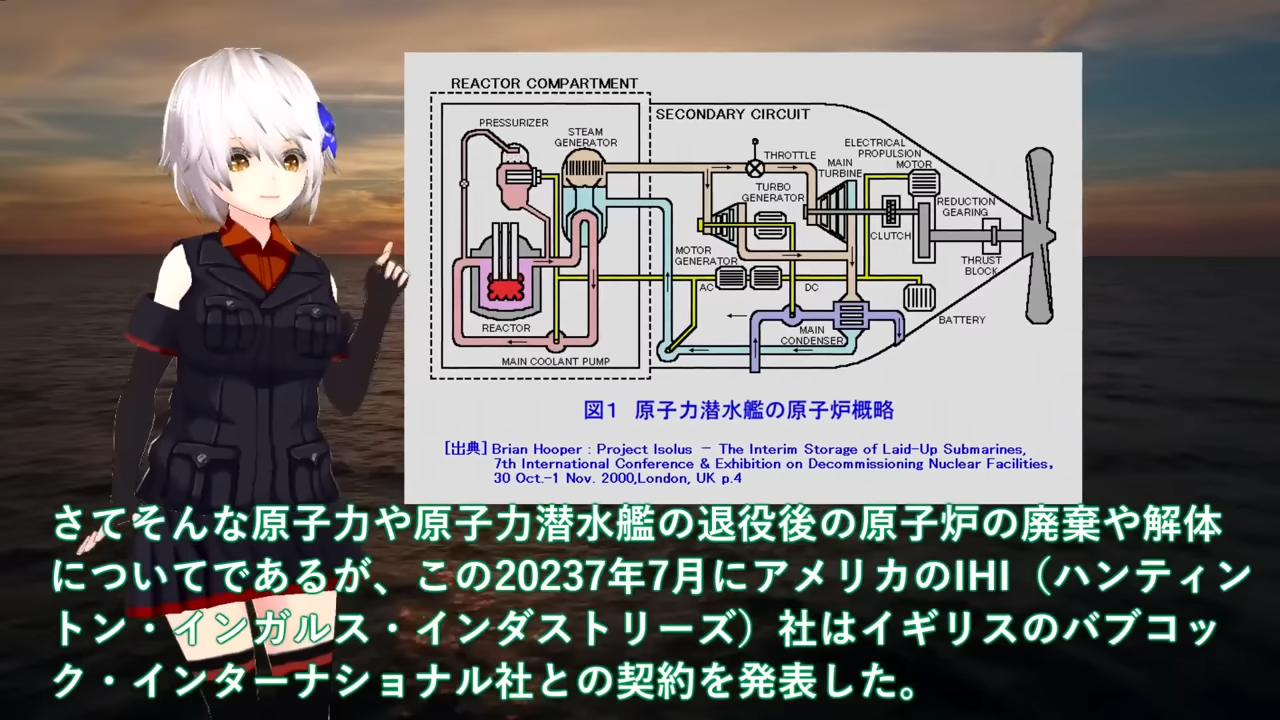 REACTOR COMPARTMENT
SECONDARY CIRCUIT
PRESSURIZER
STEAM
GENERATOR
THROTTLE
ELECTRICAL
PROPULSION
MOTOR
MAIN
TURBINE
TURBO
GENERATOR
REDUCTION
GEARING
CLUTCH
MOTOR
GENERATOR
THRUST
BLOCK
AC
DC
REACTOR
BATTERY
MAIN
CONDENSER
MAIN COOLANT PUMP
図1 原子力潜水艦の原子炉概略
[出典] Brian Hooper : Project Isolus − The Interim Storage of Laid-Up Submarines,
7th International Conference & Exhibition on Decommissioning Nuclear Facilities,
30 Oct.-1 Nov. 2000,London, UK p.4
さてそんな原子力や原子力潜水艦の退役後の原子炉の廃棄や解体
についてであるが、この20237年7月にアメリカのIHI（ハンティン
トン・インガルス・インダストリーズ）社はイギリスのバブコッ
ク・インターナショナル社との契約を発表した。